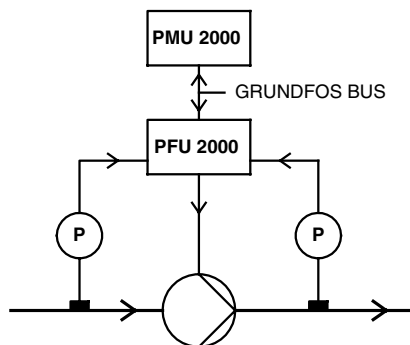 PMU 2000
GRUNDFOS BUS
PFU 2000
P
P